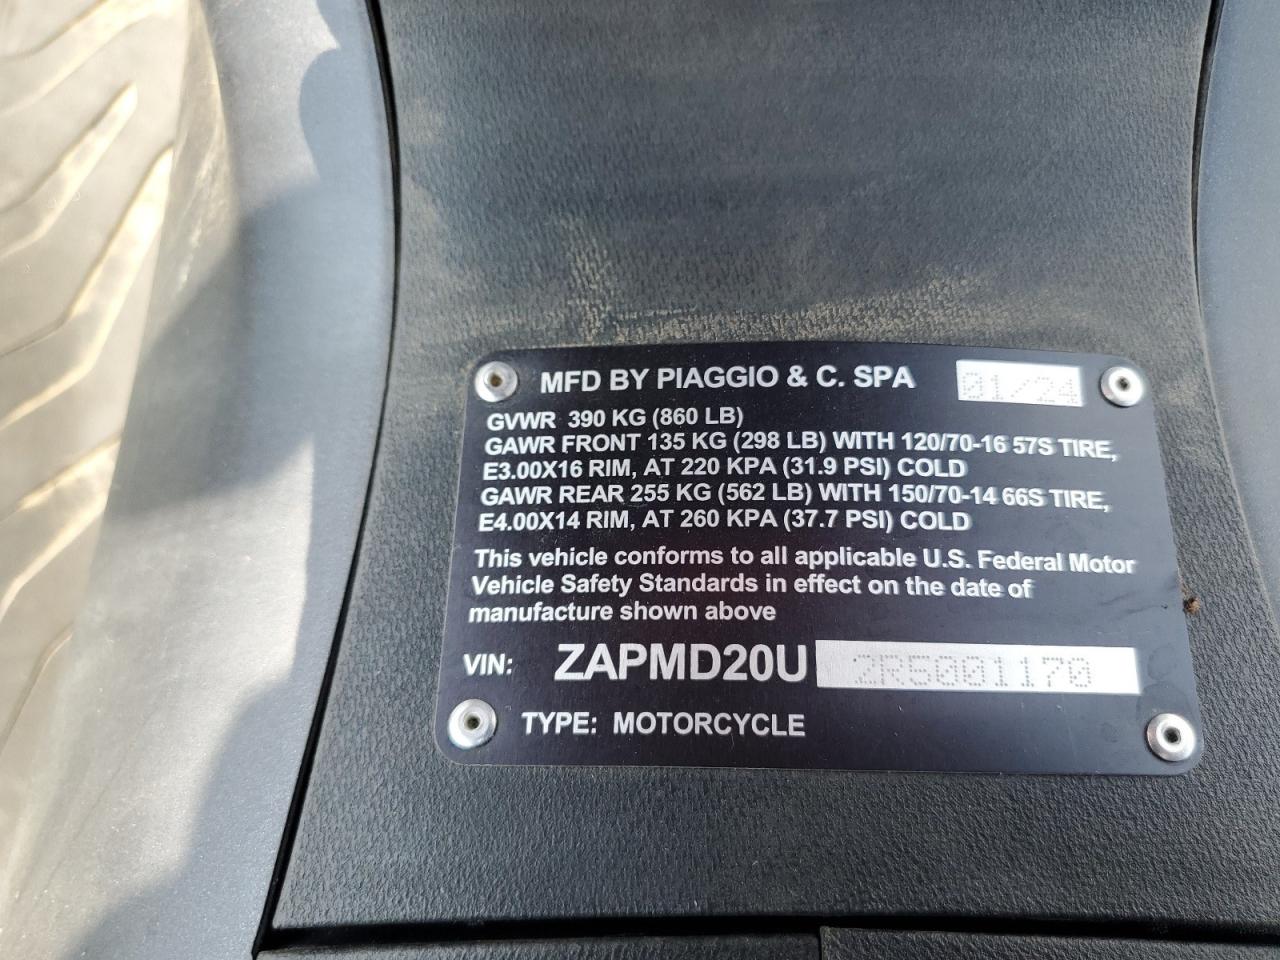 MFD BY PIAGGIO & C. SPA 01/24
GVWR 390 KG (860 LB)
GAWR FRONT 135 KG (298 LB) WITH 120/70-16 57S TIRE,
E3.00X16 RIM, AT 220 KPA (31.9 PSI) COLD
GAWR REAR 255 KG (562 LB) WITH 150/70-14 66S TIRE,
E4.00X14 RIM, AT 260 KPA (37.7 PSI) COLD
This vehicle conforms to all applicable U.S. Federal Motor
Vehicle Safety Standards in effect on the date of
manufacture shown above
VIN: ZAPMD20U2R5001170
TYPE: MOTORCYCLE